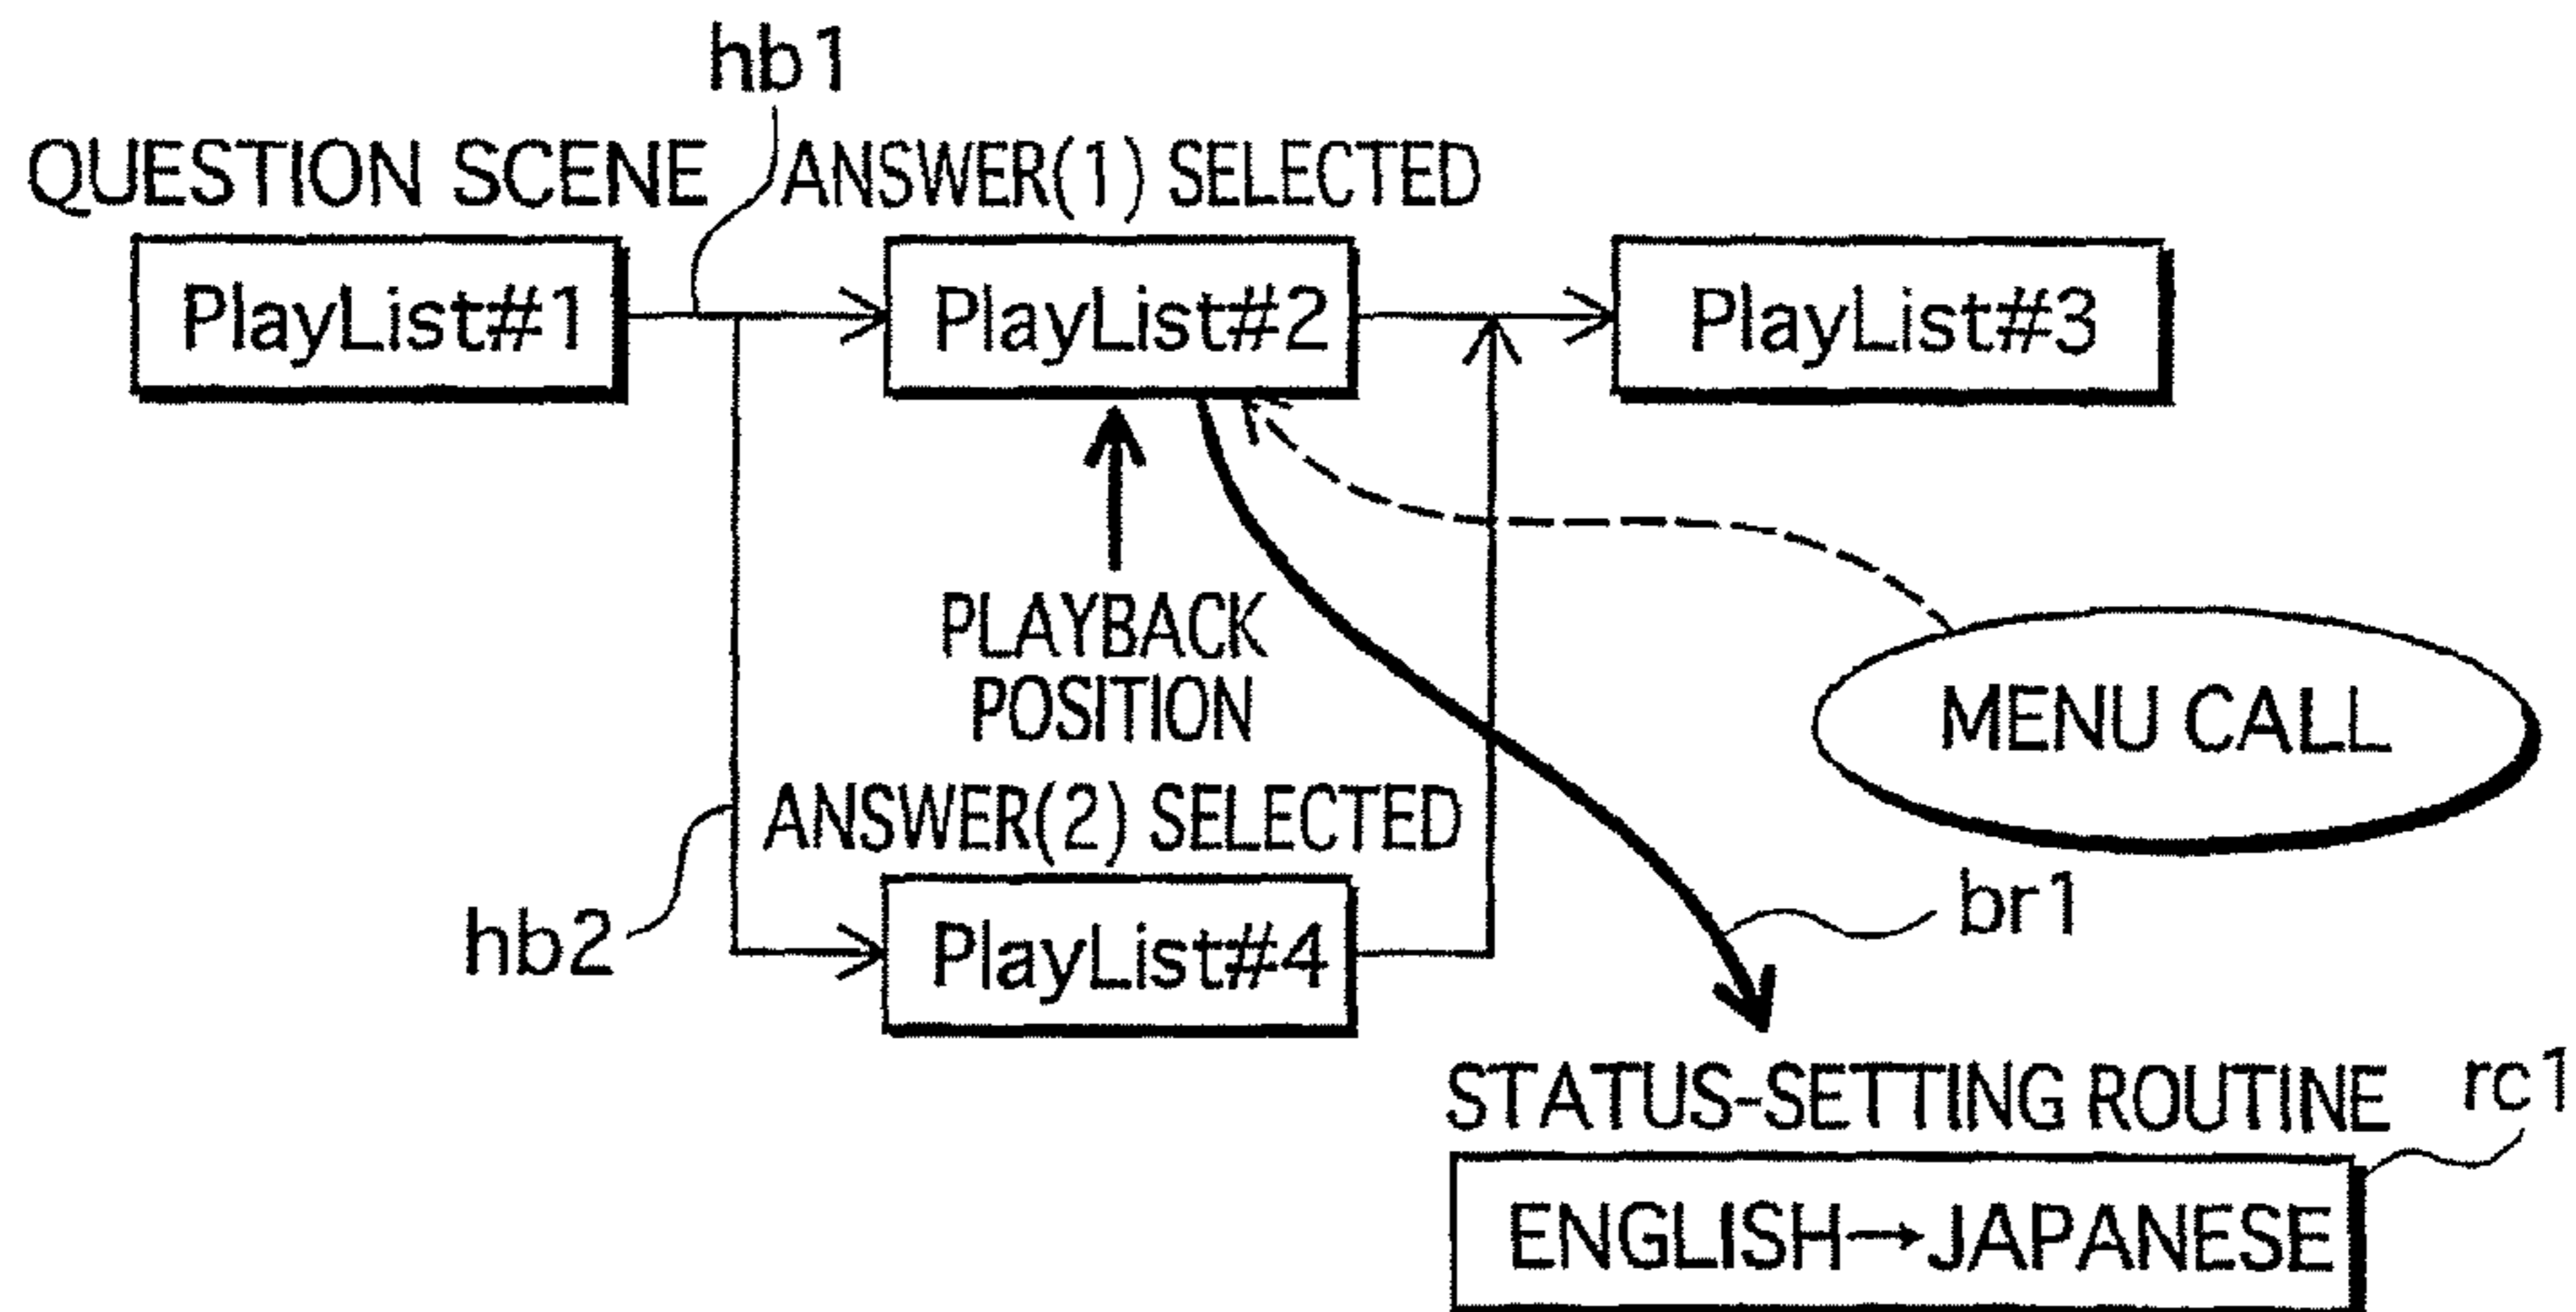 hb1
QUESTION SCENE
ANSWER(1) SELECTED
PlayList#1
PlayList#2
PlayList#3
PLAYBACK
POSITION
MENU CALL
ANSWER(2) SELECTED
hb2
PlayList#4
br1
STATUS-SETTING ROUTINE
rc1
ENGLISH→JAPANESE